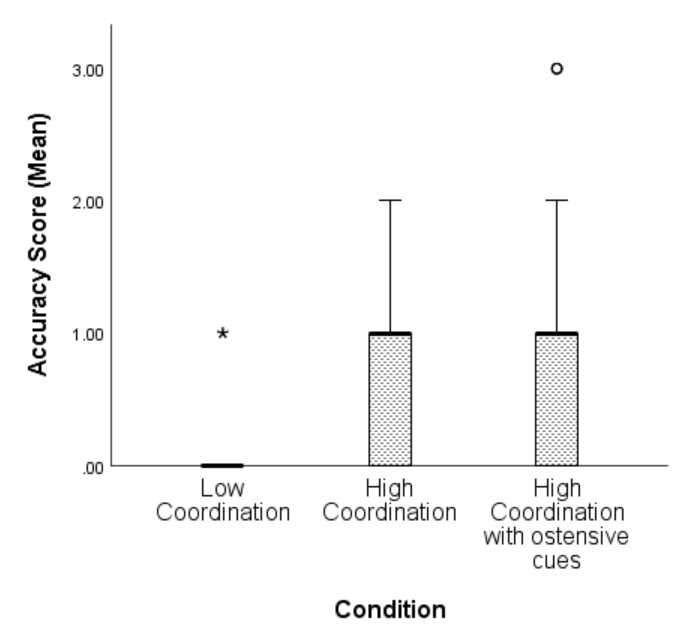 Accuracy Score (Mean)
3.00
2.00
1.00
.00
*
Low
Coordination
High
Coordination
High
Coordination
with ostensive
cues
Condition